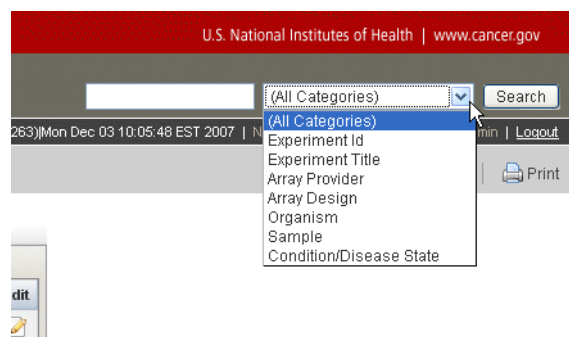 U.S. National Institutes of Health | www.cancer.gov
(All Categories) Search
263)|Mon Dec 03 10:05:48 EST 2007 | N min | Logout
(All Categories)
Experiment Id
Experiment Title
Array Provider
Array Design
Organism
Sample
Condition/Disease State
Print
dit